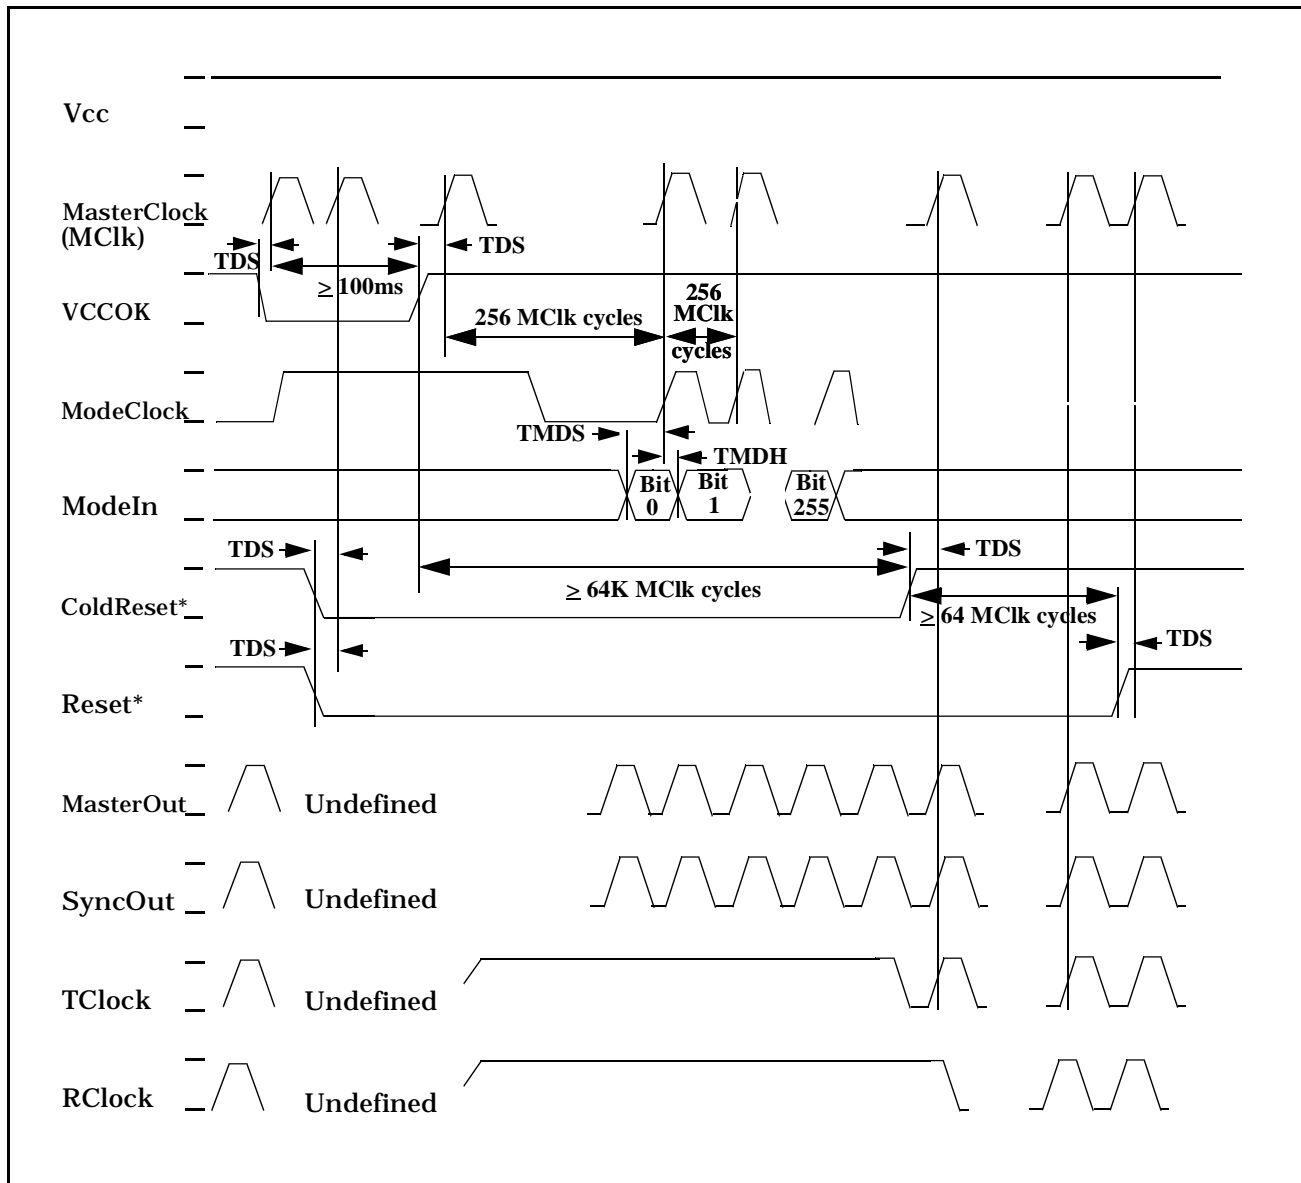 Vcc
MasterClock
(MClk)
TDS
TDS
≥ 100ms
VCCOK
256 MClk cycles
256
MClk
cycles
ModeClock
TMDS
TMDH
ModeIn
Bit
0
Bit
1
Bit
255
TDS
TDS
≥ 64K MClk cycles
ColdReset*
≥ 64 MClk cycles
TDS
TDS
Reset*
MasterOut
Undefined
SyncOut
Undefined
TClock
Undefined
RClock
Undefined